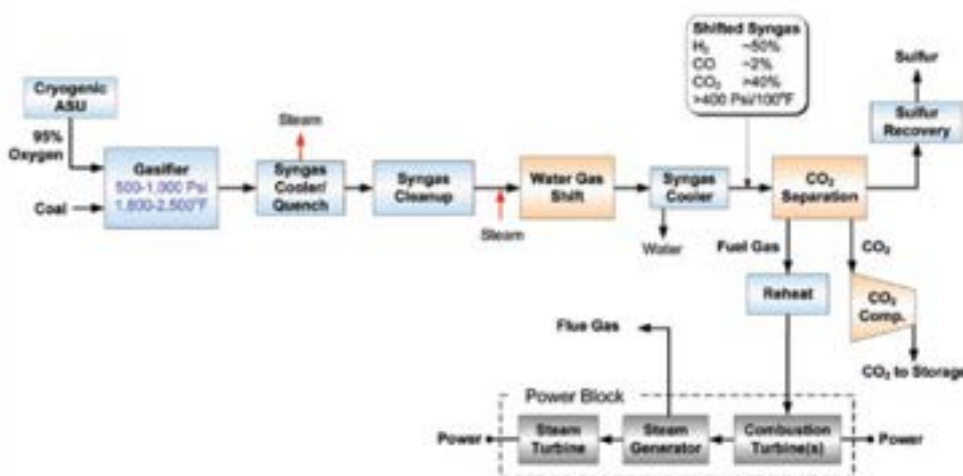 Shifted Syngas
H₂ ~50%
CO ~2%
CO₂ >40%
>400 Psi/100°F
Sulfur
Cryogenic
ASU
Sulfur
Recovery
95%
Oxygen
Steam
Gasifier
500-1,000 Psi
1,800-2,500°F
Coal
Syngas
Cooler/
Quench
Syngas
Cleanup
Steam
Water Gas
Shift
Syngas
Cooler
Water
CO₂
Separation
Fuel Gas
CO₂
Reheat
CO₂
Comp.
Flue Gas
CO₂ to Storage
Power Block
Power
Steam
Turbine
Steam
Generator
Combustion
Turbine(s)
Power